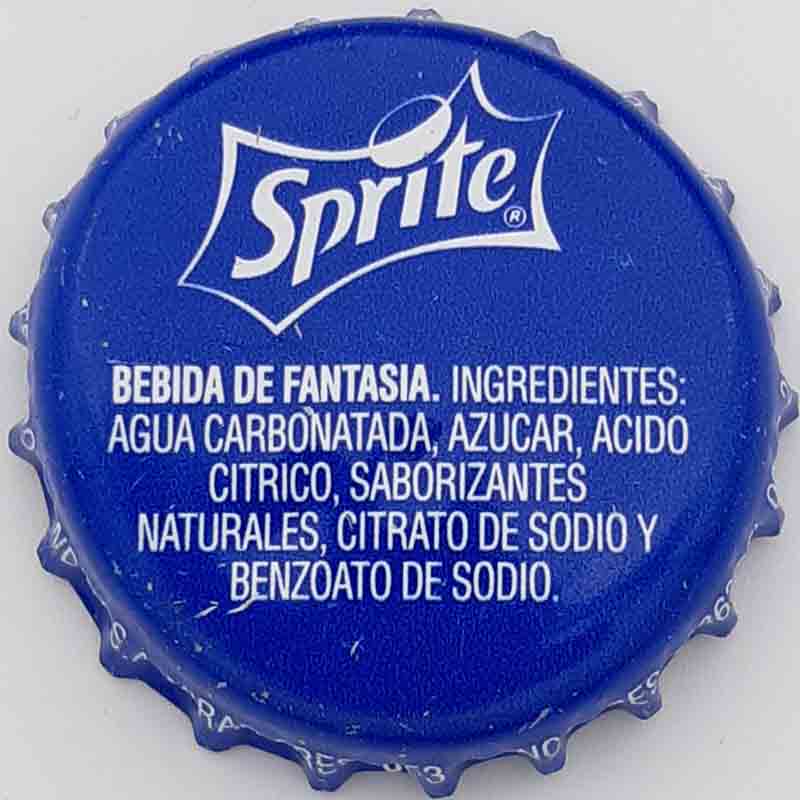 Sprite ®
BEBIDA DE FANTASIA. INGREDIENTES:
AGUA CARBONATADA, AZUCAR, ACIDO
CITRICO, SABORIZANTES
NATURALES, CITRATO DE SODIO Y
BENZOATO DE SODIO.